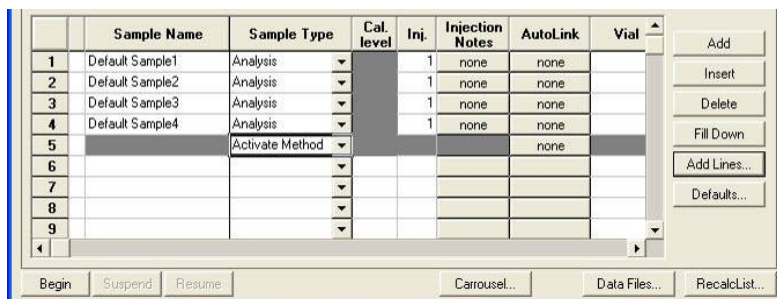 Sample Name Sample Type Cal. level Inj. Injection Notes AutoLink Vial
1 Default Sample1 Analysis 1 none none
2 Default Sample2 Analysis 1 none none
3 Default Sample3 Analysis 1 none none
4 Default Sample4 Analysis 1 none none
5 Activate Method none
6
7
8
9
Add
Insert
Delete
Fill Down
Add Lines...
Defaults...
Begin Suspend Resume Carrousel... Data Files... RecalcList...